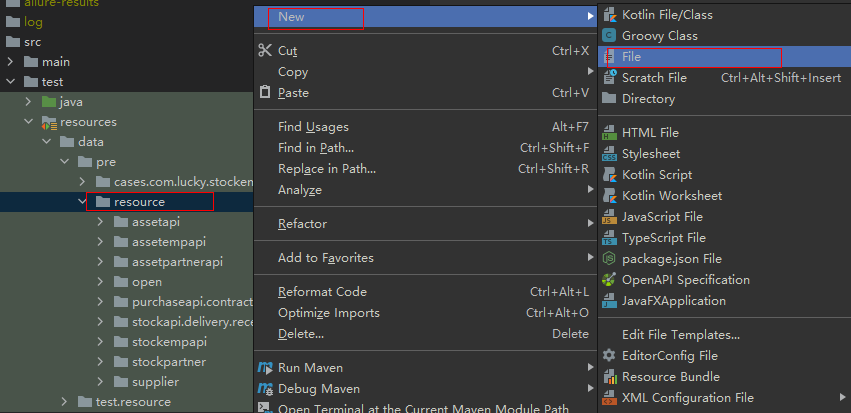 allure-results
log
src
main
test
java
resources
data
pre
cases.com.lucky.stocken
resource
assetapi
assetempapi
assetpartnerapi
open
purchaseapi.contract
stockapi.delivery.rece
stockempapi
stockpartner
supplier
test.resource
New
Cut Ctrl+X
Copy
Paste Ctrl+V
Find Usages Alt+F7
Find in Path... Ctrl+Shift+F
Replace in Path... Ctrl+Shift+R
Analyze
Refactor
Add to Favorites
Reformat Code Ctrl+Alt+L
Optimize Imports Ctrl+Alt+O
Delete... Delete
Run Maven
Debug Maven
Open Terminal at the Current Maven Module Path
Kotlin File/Class
Groovy Class
File
Scratch File Ctrl+Alt+Shift+Insert
Directory
HTML File
Stylesheet
Kotlin Script
Kotlin Worksheet
JavaScript File
TypeScript File
package.json File
OpenAPI Specification
JavaFXApplication
Edit File Templates...
EditorConfig File
Resource Bundle
XML Configuration File